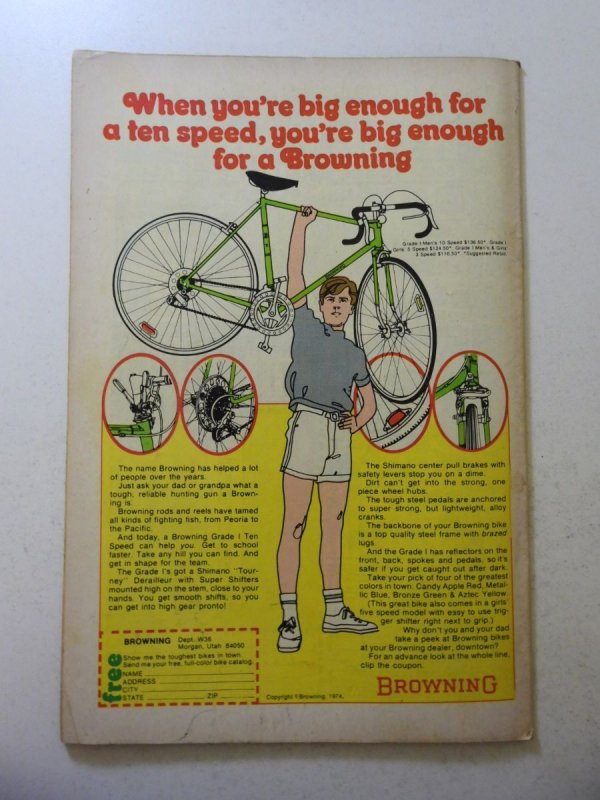 When you're big enough for
a ten speed, you're big enough
for a Browning
Grade I Men's 10 Speed $136.50* Grade I
Girls 5 Speed $124.50* Grade I Men's & Girls'
3 Speed $116.50* *Suggested Retail
The name Browning has helped a lot
of people over the years.
Just ask your dad or grandpa what a
tough, reliable hunting gun a Brown-
ing is.
Browning rods and reels have tamed
all kinds of fighting fish, from Peoria to
the Pacific.
And today, a Browning Grade I Ten
Speed can help you. Get to school
faster. Take any hill you can find. And
get in shape for the team.
The Grade I's got a Shimano "Tour-
ney" Derailleur with Super Shifters
mounted high on the stem, close to your
hands. You get smooth shifts, so you
can get into high gear pronto!
The Shimano center pull brakes with
safety levers stop you on a dime.
Dirt can't get into the strong, one
piece wheel hubs.
The tough steel pedals are anchored
to super strong, but lightweight, alloy
cranks.
The backbone of your Browning bike
is a top quality steel frame with brazed
lugs.
And the Grade I has reflectors on the
front, back, spokes and pedals, so it's
safer if you get caught out after dark.
Take your pick of four of the greatest
colors in town: Candy Apple Red, Metal-
lic Blue, Bronze Green & Aztec Yellow.
(This great bike also comes in a girls'
five speed model with easy to use trig-
ger shifter right next to grip.)
Why don't you and your dad
take a peek at Browning bikes
at your Browning dealer, downtown?
For an advance look at the whole line,
clip the coupon.
BROWNING Dept. W36
Morgan, Utah 84050
free
Show me the toughest bikes in town.
Send me your free, full-color bike catalog.
NAME
ADDRESS
CITY
STATE ZIP
Copyright © Browning, 1974.
BROWNING